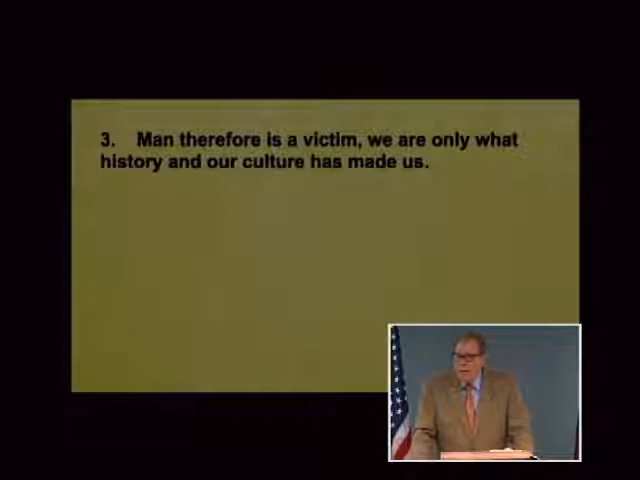 3. Man therefore is a victim, we are only what
history and our culture has made us.